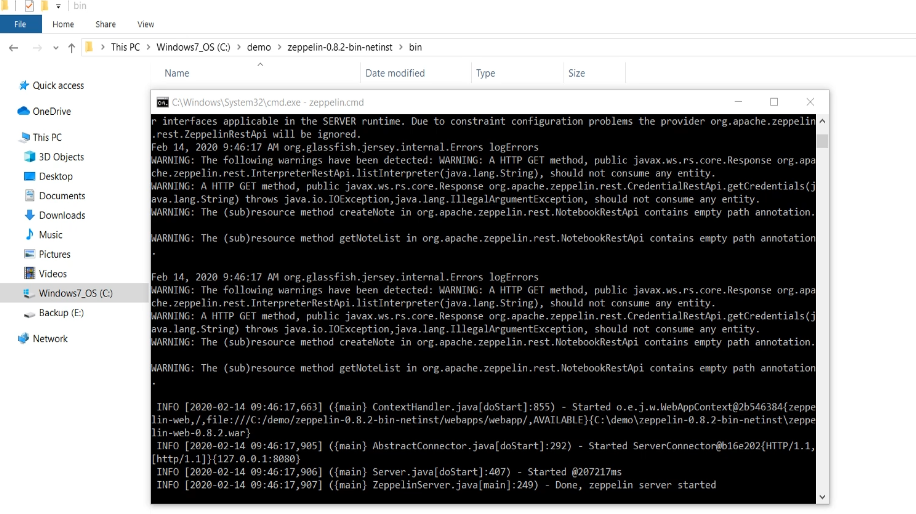 bin
File Home Share View
This PC > Windows7_OS (C:) > demo > zeppelin-0.8.2-bin-netinst > bin
Name Date modified Type Size
Quick access
OneDrive
This PC
3D Objects
Desktop
Documents
Downloads
Music
Pictures
Videos
Windows7_OS (C:)
Backup (E:)
Network
C:\Windows\System32\cmd.exe - zeppelin.cmd
r interfaces applicable in the SERVER runtime. Due to constraint configuration problems the provider org.apache.zeppelin
.rest.ZeppelinRestApi will be ignored.
Feb 14, 2020 9:46:17 AM org.glassfish.jersey.internal.Errors logErrors
WARNING: The following warnings have been detected: WARNING: A HTTP GET method, public javax.ws.rs.core.Response org.apa
che.zeppelin.rest.InterpreterRestApi.listInterpreter(java.lang.String), should not consume any entity.
WARNING: A HTTP GET method, public javax.ws.rs.core.Response org.apache.zeppelin.rest.CredentialRestApi.getCredentials(j
ava.lang.String) throws java.io.IOException,java.lang.IllegalArgumentException, should not consume any entity.
WARNING: The (sub)resource method createNote in org.apache.zeppelin.rest.NotebookRestApi contains empty path annotation.
WARNING: The (sub)resource method getNoteList in org.apache.zeppelin.rest.NotebookRestApi contains empty path annotation
.
Feb 14, 2020 9:46:17 AM org.glassfish.jersey.internal.Errors logErrors
WARNING: The following warnings have been detected: WARNING: A HTTP GET method, public javax.ws.rs.core.Response org.apa
che.zeppelin.rest.InterpreterRestApi.listInterpreter(java.lang.String), should not consume any entity.
WARNING: A HTTP GET method, public javax.ws.rs.core.Response org.apache.zeppelin.rest.CredentialRestApi.getCredentials(j
ava.lang.String) throws java.io.IOException,java.lang.IllegalArgumentException, should not consume any entity.
WARNING: The (sub)resource method createNote in org.apache.zeppelin.rest.NotebookRestApi contains empty path annotation.
WARNING: The (sub)resource method getNoteList in org.apache.zeppelin.rest.NotebookRestApi contains empty path annotation
.
INFO [2020-02-14 09:46:17,663] ({main} ContextHandler.java[doStart]:855) - Started o.e.j.w.WebAppContext@2b546384{zeppe
lin-web,/,file:///C:/demo/zeppelin-0.8.2-bin-netinst/webapps/webapp/,AVAILABLE}{C:\demo\zeppelin-0.8.2-bin-netinst\zeppe
lin-web-0.8.2.war}
INFO [2020-02-14 09:46:17,905] ({main} AbstractConnector.java[doStart]:292) - Started ServerConnector@b16e202{HTTP/1.1,
[http/1.1]}{127.0.0.1:8080}
INFO [2020-02-14 09:46:17,906] ({main} Server.java[doStart]:407) - Started @207217ms
INFO [2020-02-14 09:46:17,907] ({main} ZeppelinServer.java[main]:249) - Done, zeppelin server started